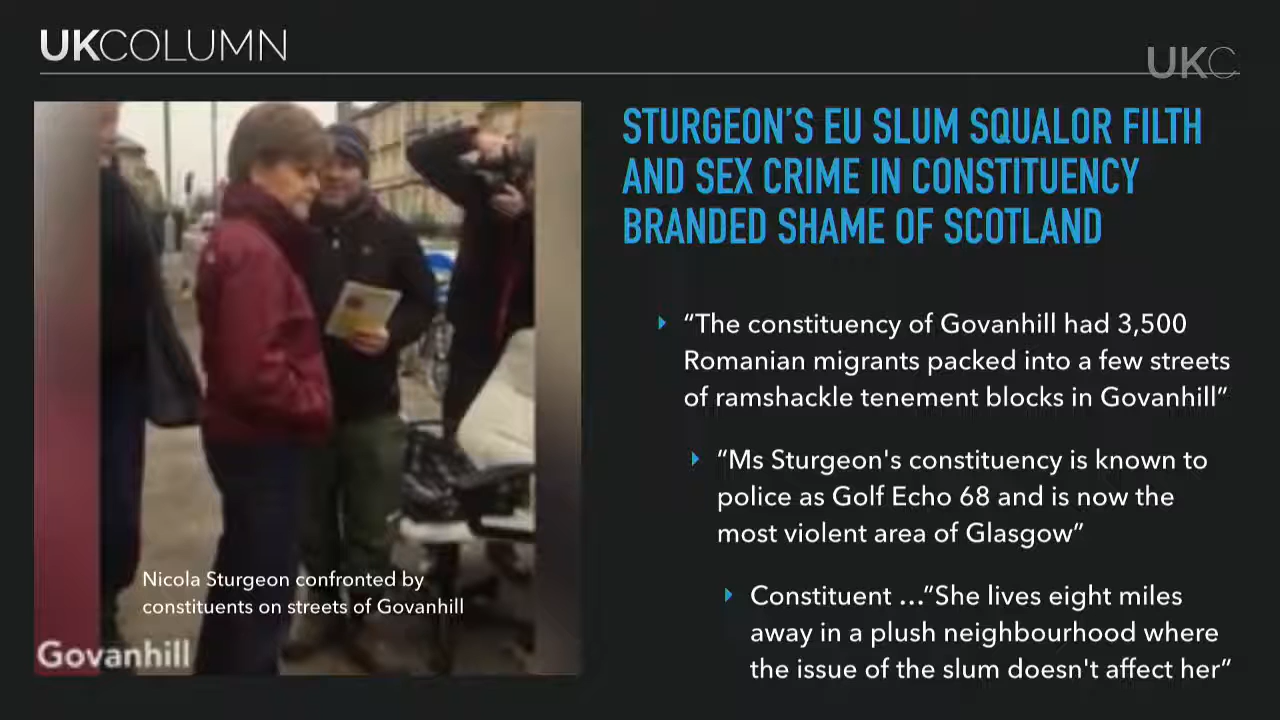 UKCOLUMN
UKC
STURGEON'S EU SLUM SQUALOR FILTH
AND SEX CRIME IN CONSTITUENCY
BRANDED SHAME OF SCOTLAND
“The constituency of Govanhill had 3,500
Romanian migrants packed into a few streets
of ramshackle tenement blocks in Govanhill”
“Ms Sturgeon's constituency is known to
police as Golf Echo 68 and is now the
most violent area of Glasgow”
Constituent ...“She lives eight miles
away in a plush neighbourhood where
the issue of the slum doesn't affect her”
Nicola Sturgeon confronted by
constituents on streets of Govanhill
Govanhill